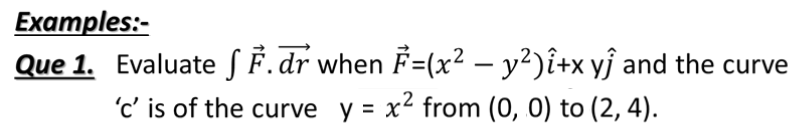 Examples:-
Que 1. Evaluate ∫ F⃗. d⃗r when F⃗=(x² − y²)î+x yĵ and the curve
‘c’ is of the curve y = x² from (0, 0) to (2, 4).